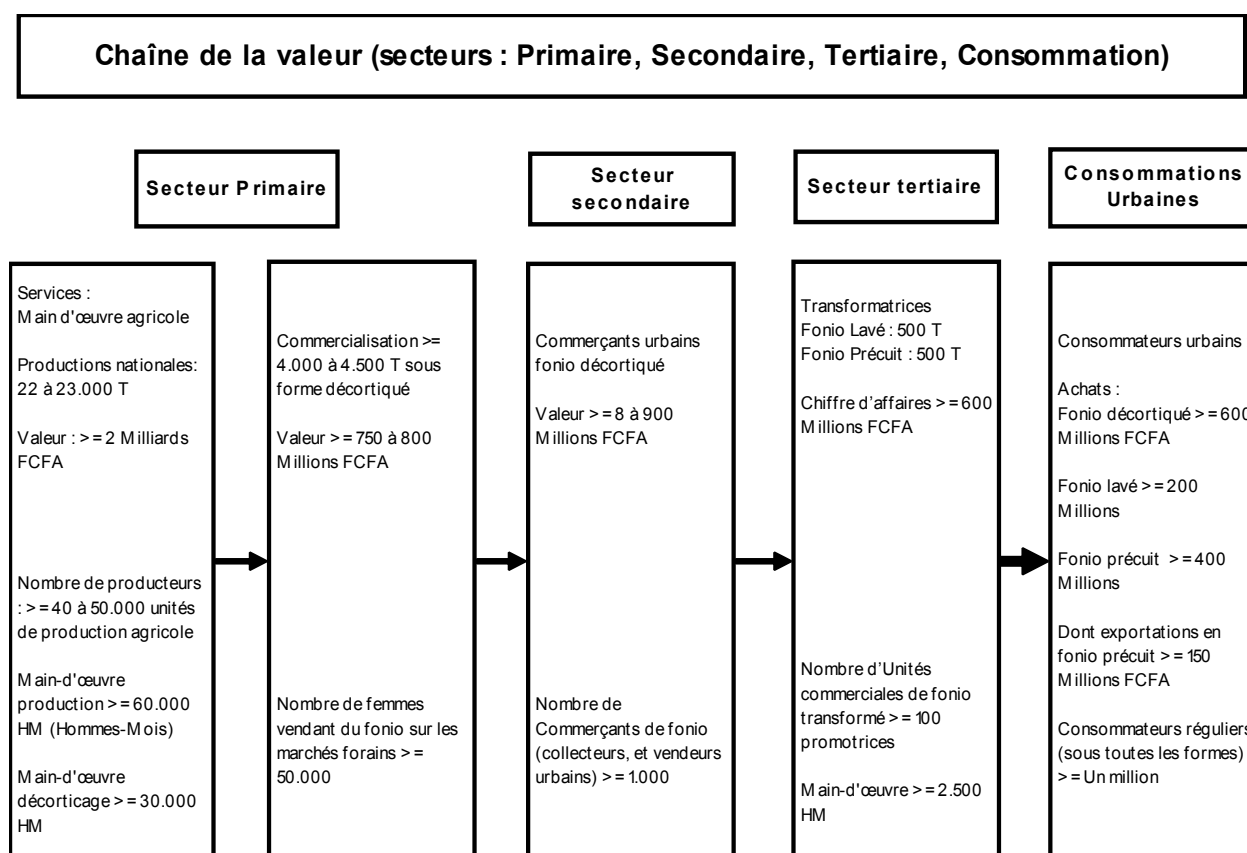 Chaîne de la valeur (secteurs : Primaire, Secondaire, Tertiaire, Consommation)
Secteur Primaire
Secteur
secondaire
Secteur tertiaire
Consommations
Urbaines
Services :
Main d'œuvre agricole
Productions nationales:
22 à 23.000 T
Valeur : >= 2 Milliards
FCFA
Nombre de producteurs
: >= 40 à 50.000 unités
de production agricole
Main-d'œuvre
production >= 60.000
HM (Hommes-Mois)
Main-d'œuvre
décorticage >= 30.000
HM
Commercialisation >=
4.000 à 4.500 T sous
forme décortiqué
Valeur >= 750 à 800
Millions FCFA
Nombre de femmes
vendant du fonio sur les
marchés forains >=
50.000
Commerçants urbains
fonio décortiqué
Valeur >= 8 à 900
Millions FCFA
Nombre de
Commerçants de fonio
(collecteurs, et vendeurs
urbains) >= 1.000
Transformatrices
Fonio Lavé : 500 T
Fonio Précuit : 500 T
Chiffre d'affaires >= 600
Millions FCFA
Nombre d'Unités
commerciales de fonio
transformé >= 100
promotrices
Main-d'œuvre >= 2.500
HM
Consommateurs urbains
Achats :
Fonio décortiqué >= 600
Millions FCFA
Fonio lavé >= 200
Millions
Fonio précuit >= 400
Millions
Dont exportations en
fonio précuit >= 150
Millions FCFA
Consommateurs réguliers
(sous toutes les formes)
>= Un million